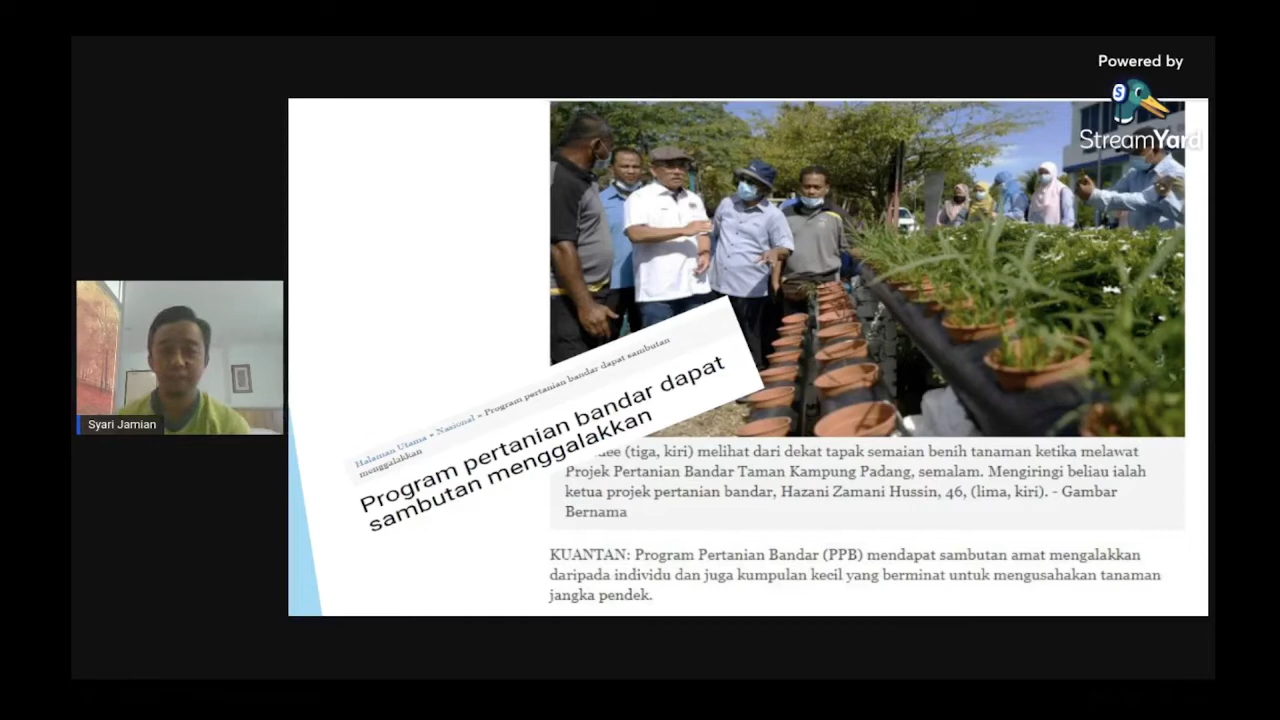 Powered by
S
StreamYard
Syari Jamian
Halaman Utama » Nasional » Program pertanian bandar dapat sambutan
menggalakkan
Program pertanian bandar dapat
sambutan menggalakkan
(tiga, kiri) melihat dari dekat tapak semaian benih tanaman ketika melawat
Projek Pertanian Bandar Taman Kampung Padang, semalam. Mengiringi beliau ialah
ketua projek pertanian bandar, Hazani Zamani Hussin, 46, (lima, kiri). - Gambar
Bernama
KUANTAN: Program Pertanian Bandar (PPB) mendapat sambutan amat mengalakkan
daripada individu dan juga kumpulan kecil yang berminat untuk mengusahakan tanaman
jangka pendek.